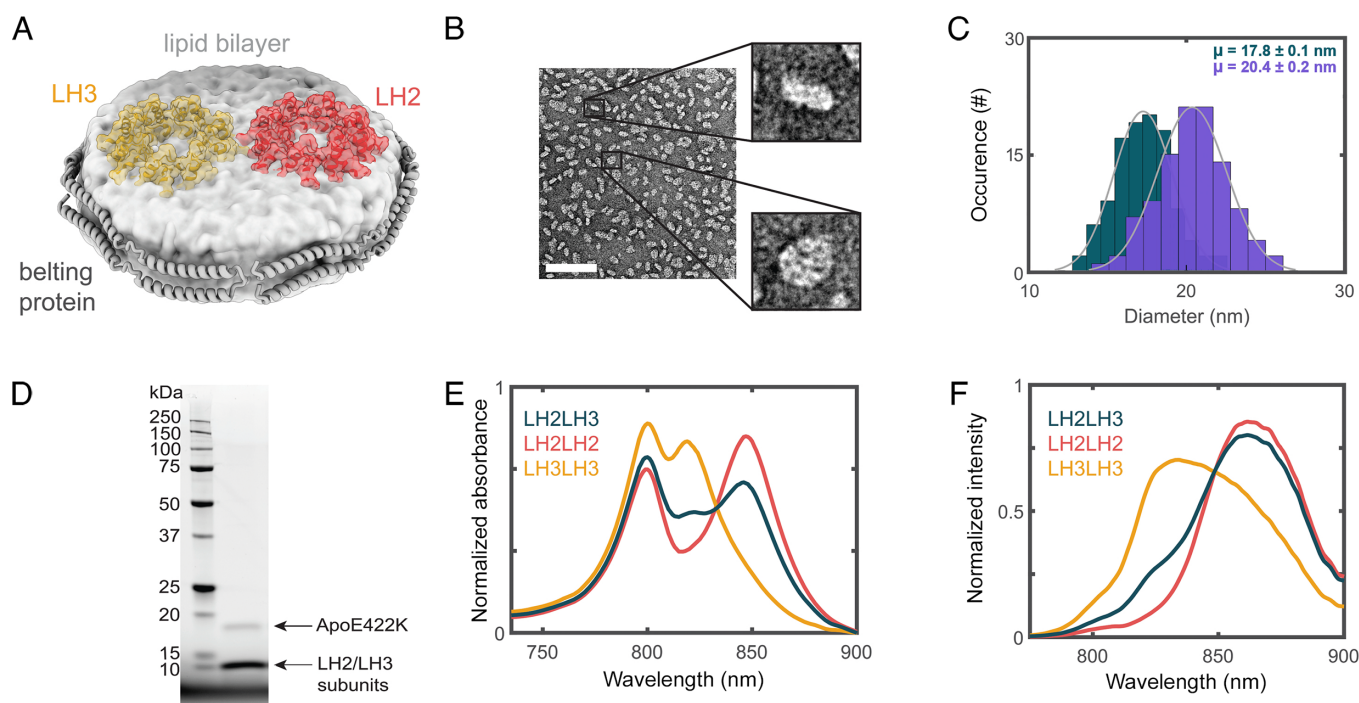 A
lipid bilayer
LH3
LH2
belting
protein
B
C
30
15
0
Occurence (#)
μ = 17.8 ± 0.1 nm
μ = 20.4 ± 0.2 nm
10
20
30
Diameter (nm)
D
kDa
250
150
100
75
50
37
25
20
15
10
ApoE422K
LH2/LH3
subunits
E
1
0
Normalized absorbance
LH2LH3
LH2LH2
LH3LH3
750
800
850
900
Wavelength (nm)
F
1
0.5
0
Normalized intensity
LH2LH3
LH2LH2
LH3LH3
800
850
900
Wavelength (nm)